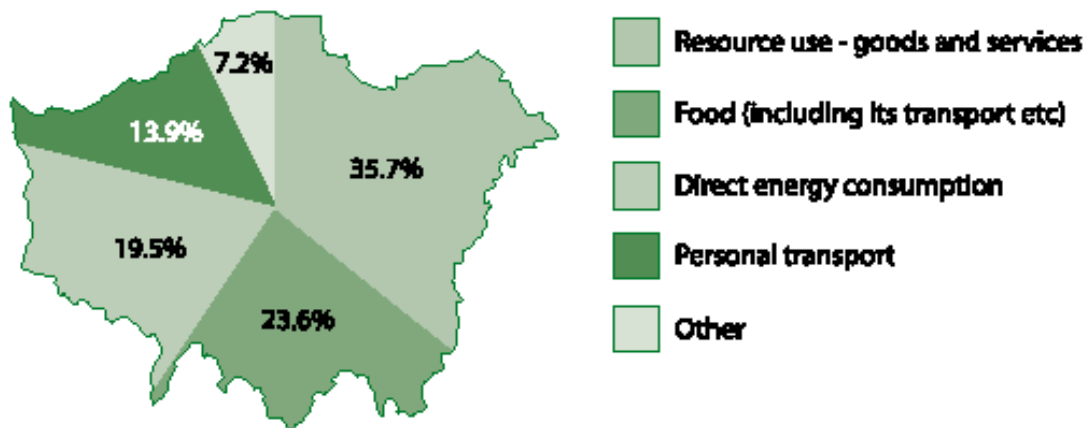 7.2%
13.9%
35.7%
19.5%
23.6%
Resource use - goods and services
Food (including its transport etc)
Direct energy consumption
Personal transport
Other